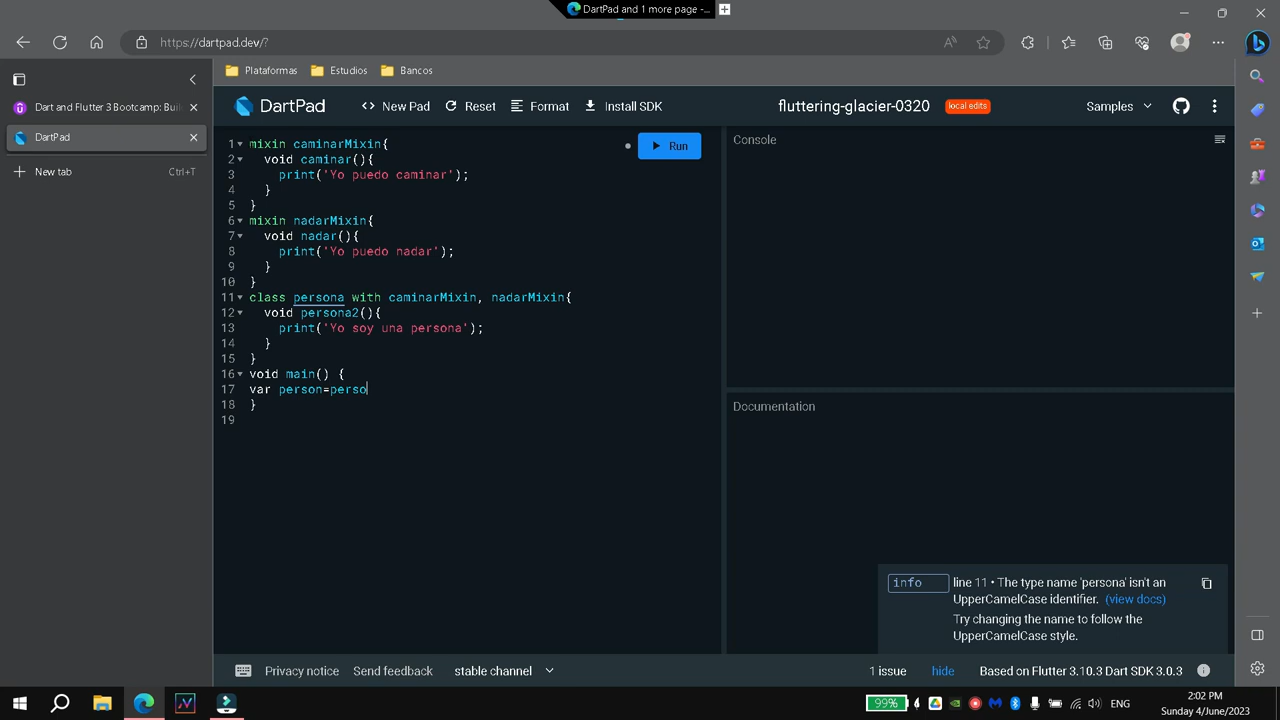 DartPad and 1 more page -...
https://dartpad.dev/?
Plataformas
Estudios
Bancos
Dart and Flutter 3 Bootcamp: Buil
DartPad
New tab
Ctrl+T
DartPad
New Pad
Reset
Format
Install SDK
fluttering-glacier-0320
local edits
Samples
1 mixin caminarMixin{
2 void caminar(){
3 print('Yo puedo caminar');
4 }
5 }
6 mixin nadarMixin{
7 void nadar(){
8 print('Yo puedo nadar');
9 }
10 }
11 class persona with caminarMixin, nadarMixin{
12 void persona2(){
13 print('Yo soy una persona');
14 }
15 }
16 void main() {
17 var person=perso
18 }
19
Run
Console
Documentation
info
line 11 • The type name 'persona' isn't an
UpperCamelCase identifier. (view docs)
Try changing the name to follow the
UpperCamelCase style.
Privacy notice
Send feedback
stable channel
1 issue
hide
Based on Flutter 3.10.3 Dart SDK 3.0.3
99%
ENG
2:02 PM
Sunday 4/June/2023